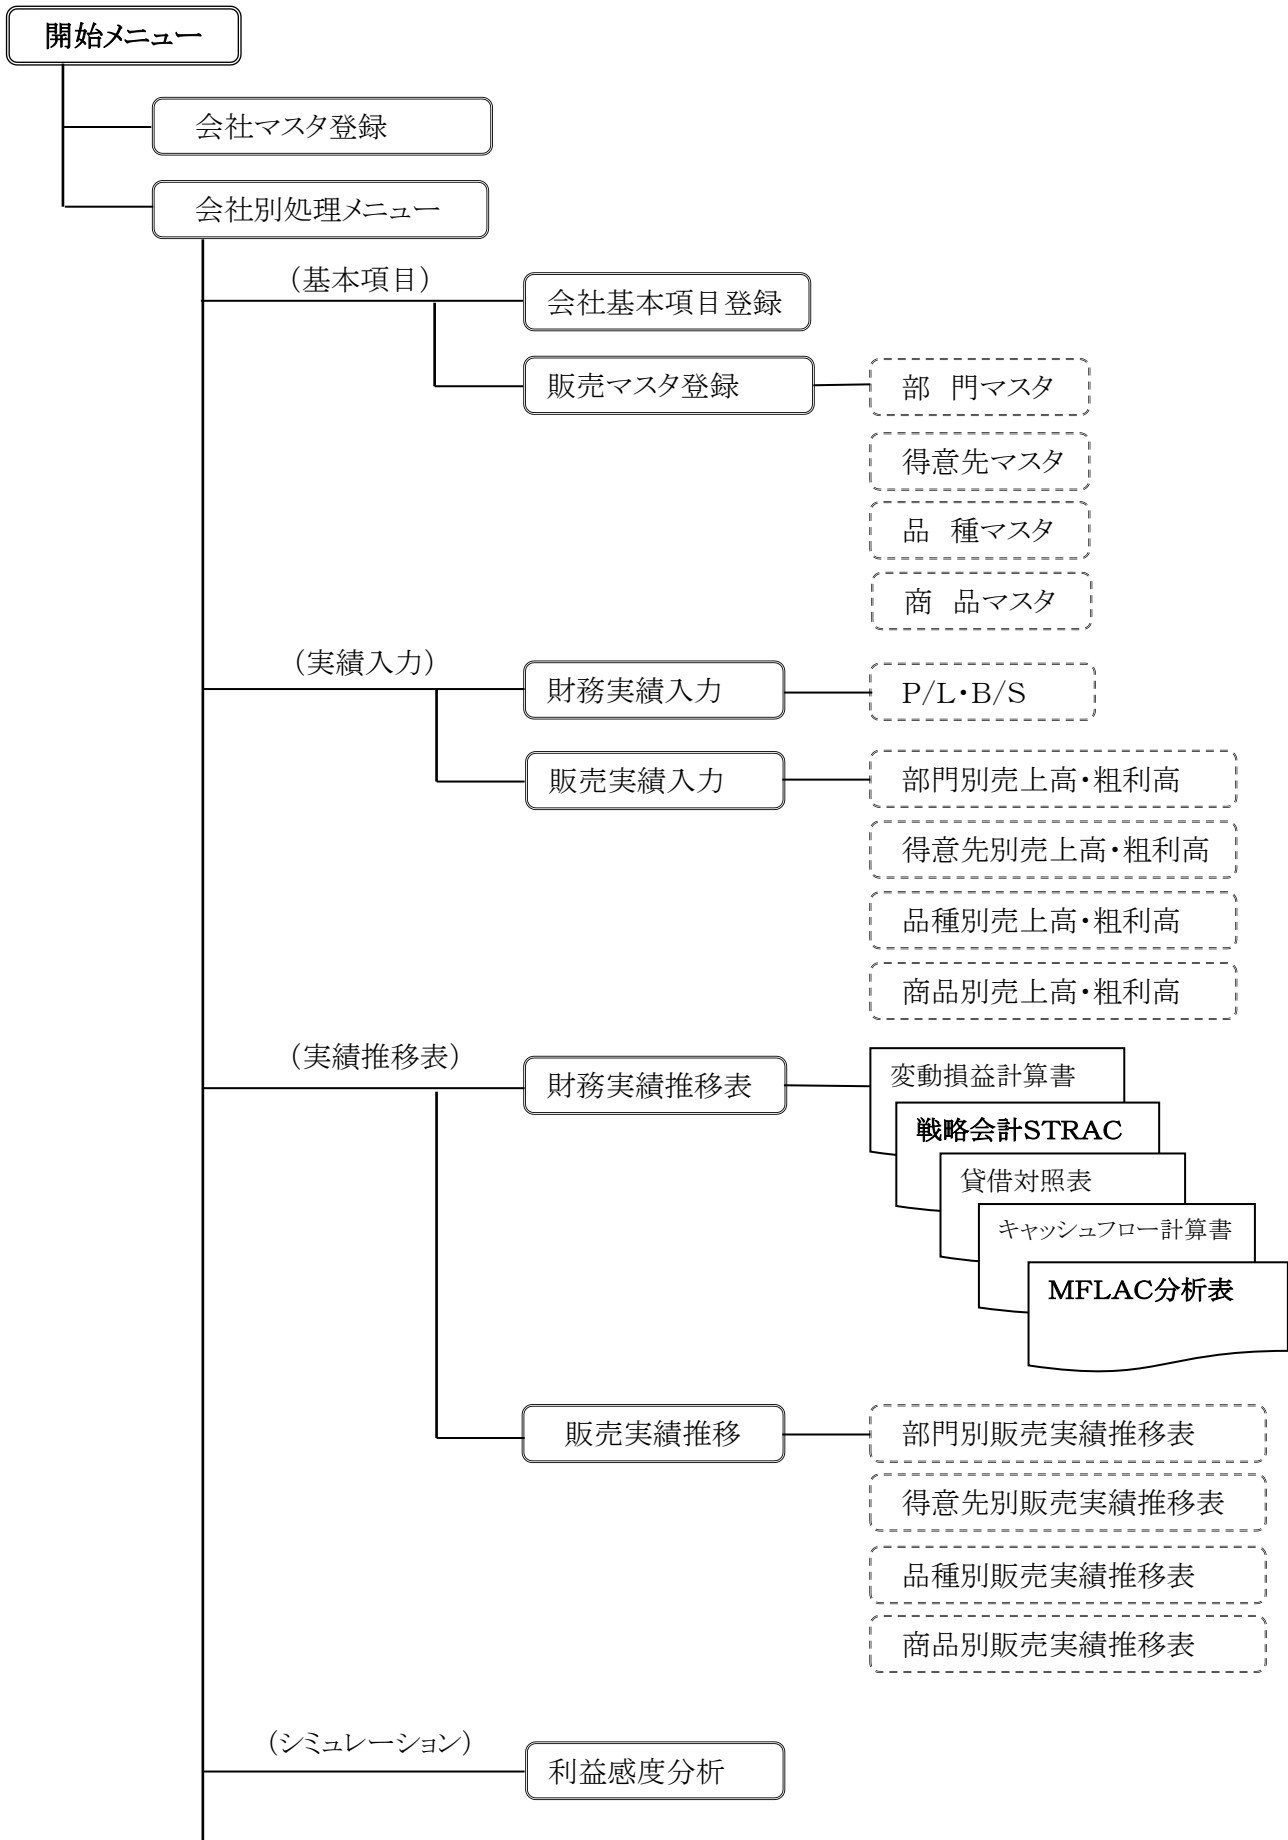 開始メニュー
会社マスタ登録
会社別処理メニュー
（基本項目）
会社基本項目登録
販売マスタ登録
部　門マスタ
得意先マスタ
品　種マスタ
商　品マスタ
（実績入力）
財務実績入力
P/L・B/S
販売実績入力
部門別売上高・粗利高
得意先別売上高・粗利高
品種別売上高・粗利高
商品別売上高・粗利高
（実績推移表）
財務実績推移表
変動損益計算書
戦略会計STRAC
貸借対照表
キャッシュフロー計算書
MFLAC分析表
販売実績推移
部門別販売実績推移表
得意先別販売実績推移表
品種別販売実績推移表
商品別販売実績推移表
（シミュレーション）
利益感度分析